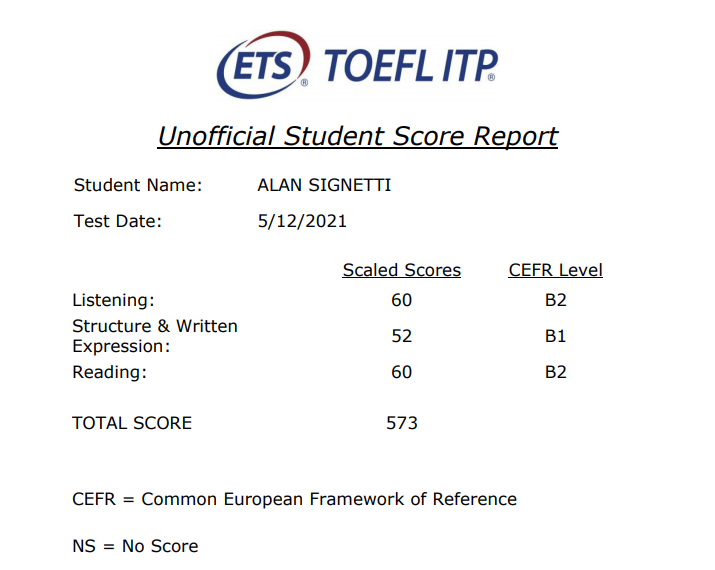 ETS® TOEFL ITP®
Unofficial Student Score Report
Student Name: ALAN SIGNETTI
Test Date: 5/12/2021
Scaled Scores CEFR Level
Listening: 60 B2
Structure & Written
Expression: 52 B1
Reading: 60 B2
TOTAL SCORE 573
CEFR = Common European Framework of Reference
NS = No Score